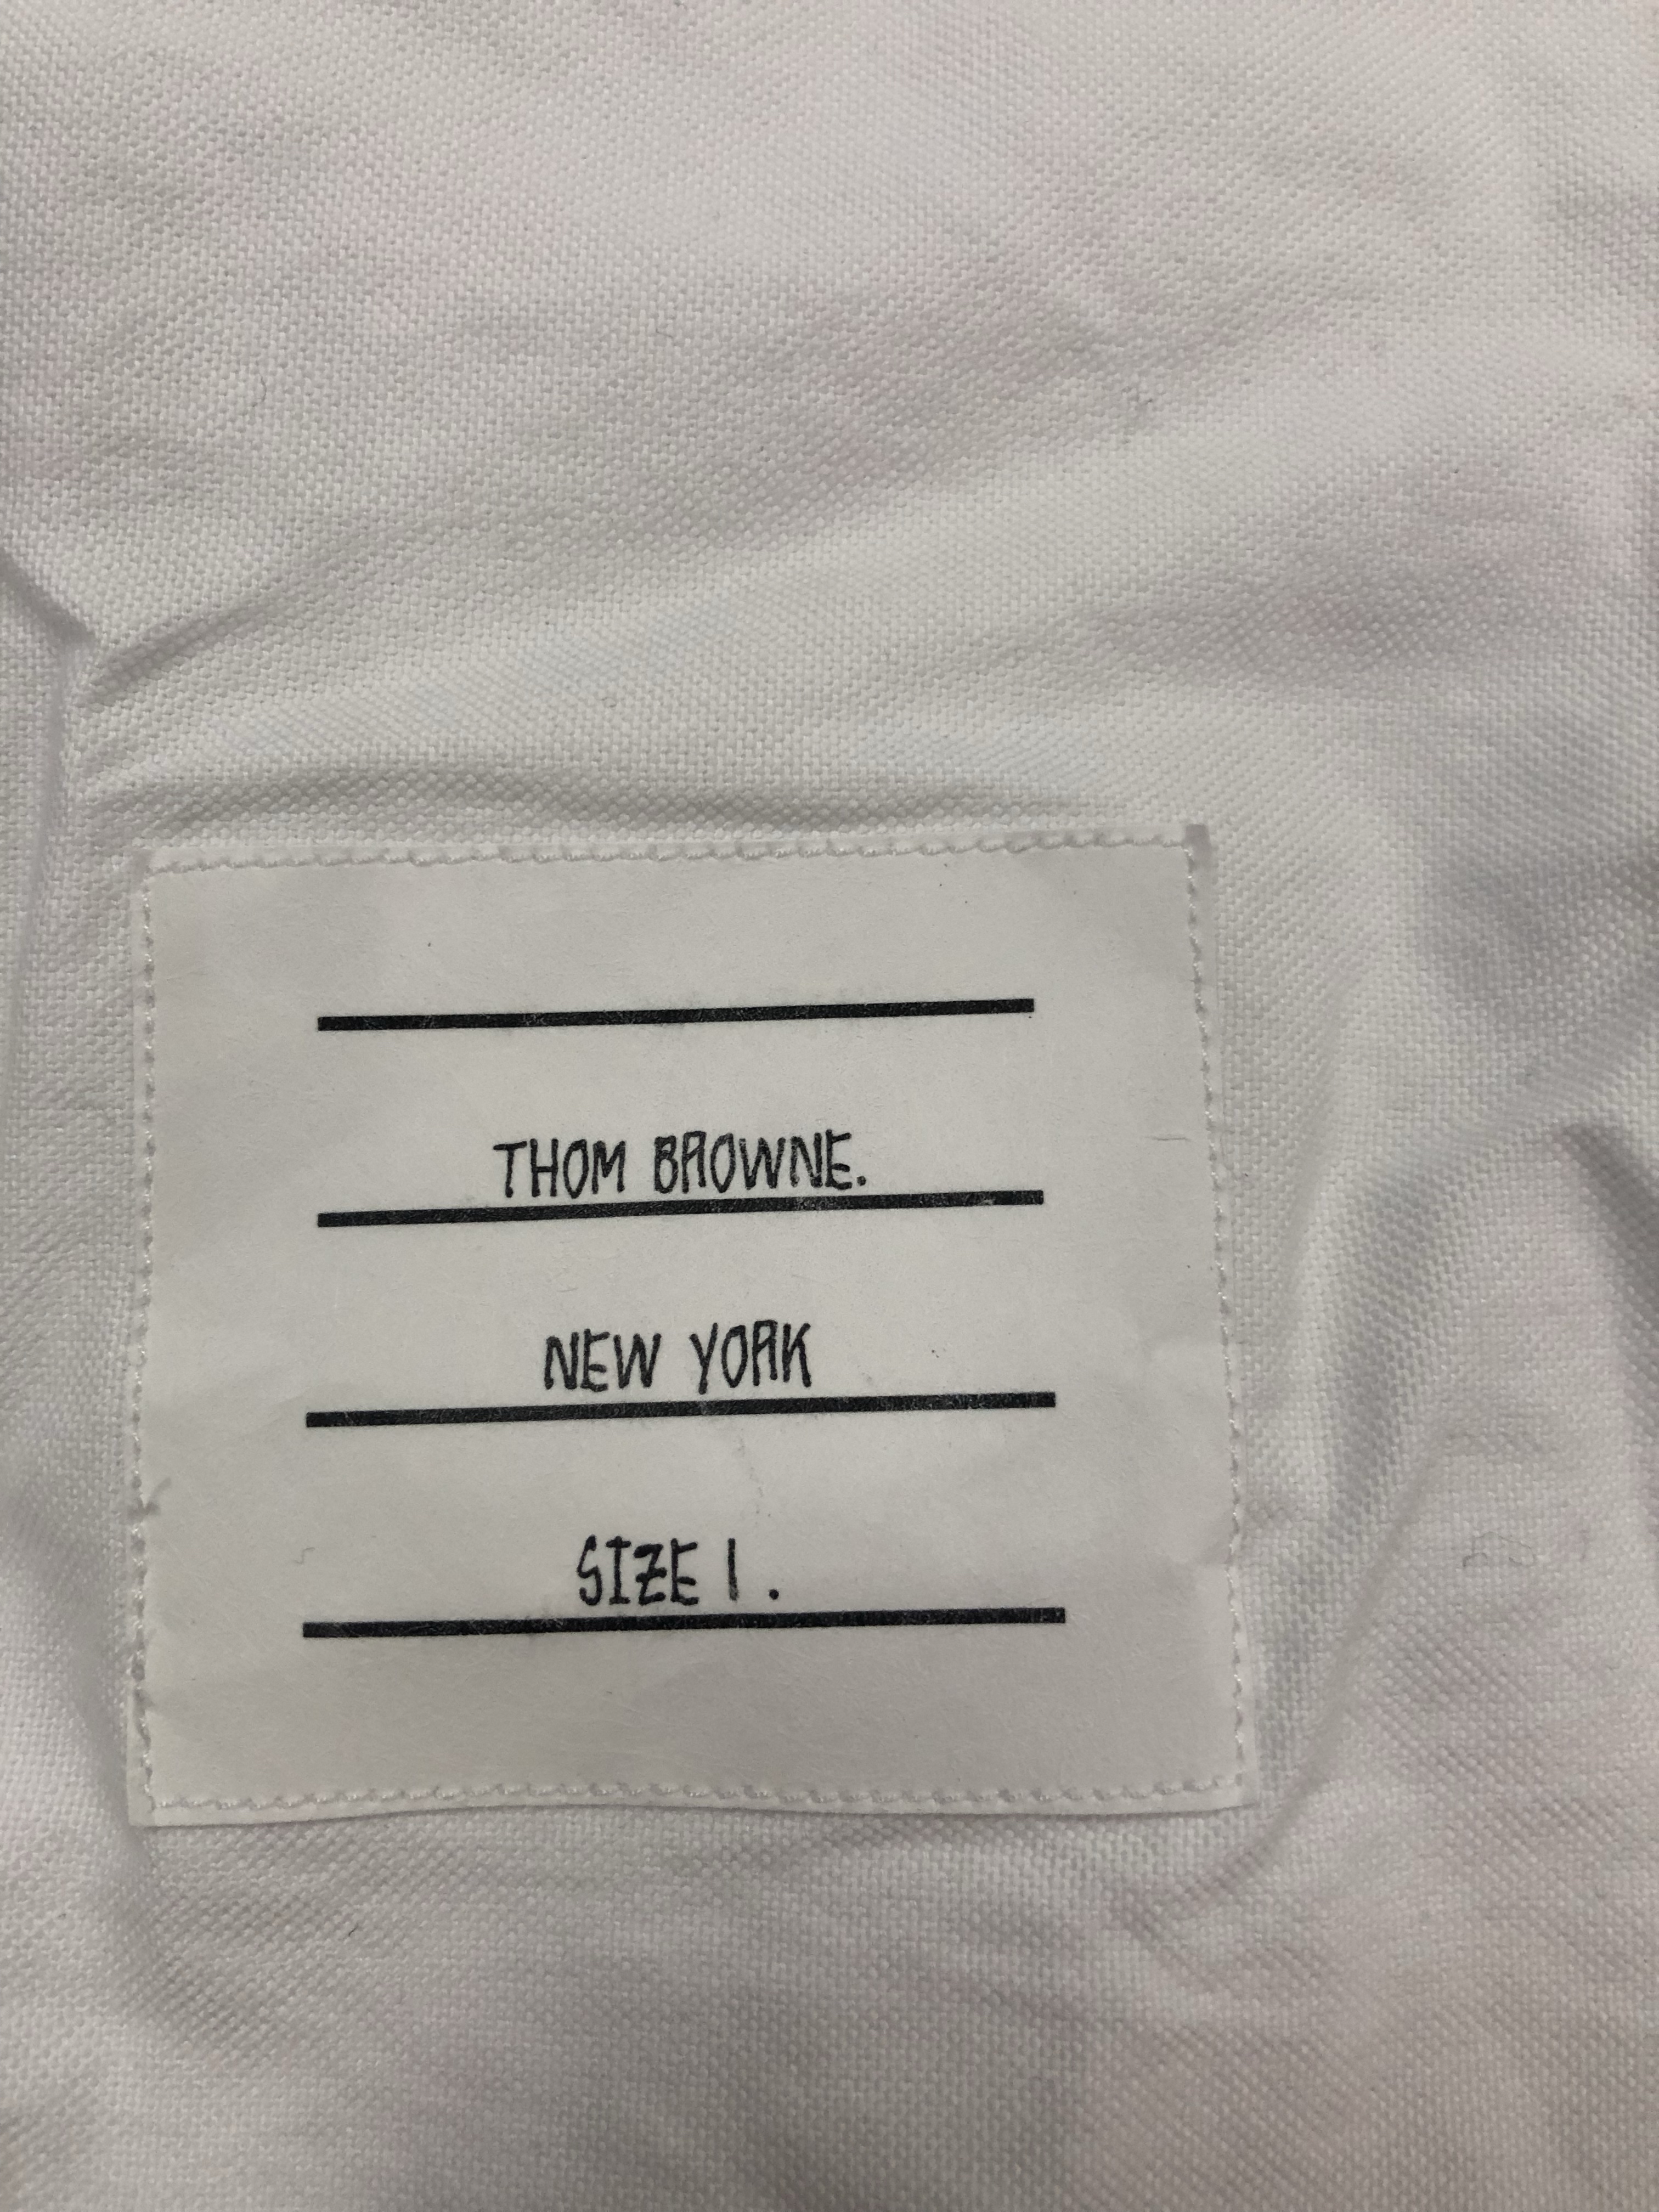 THOM BROWNE.
NEW YORK
SIZE 1.